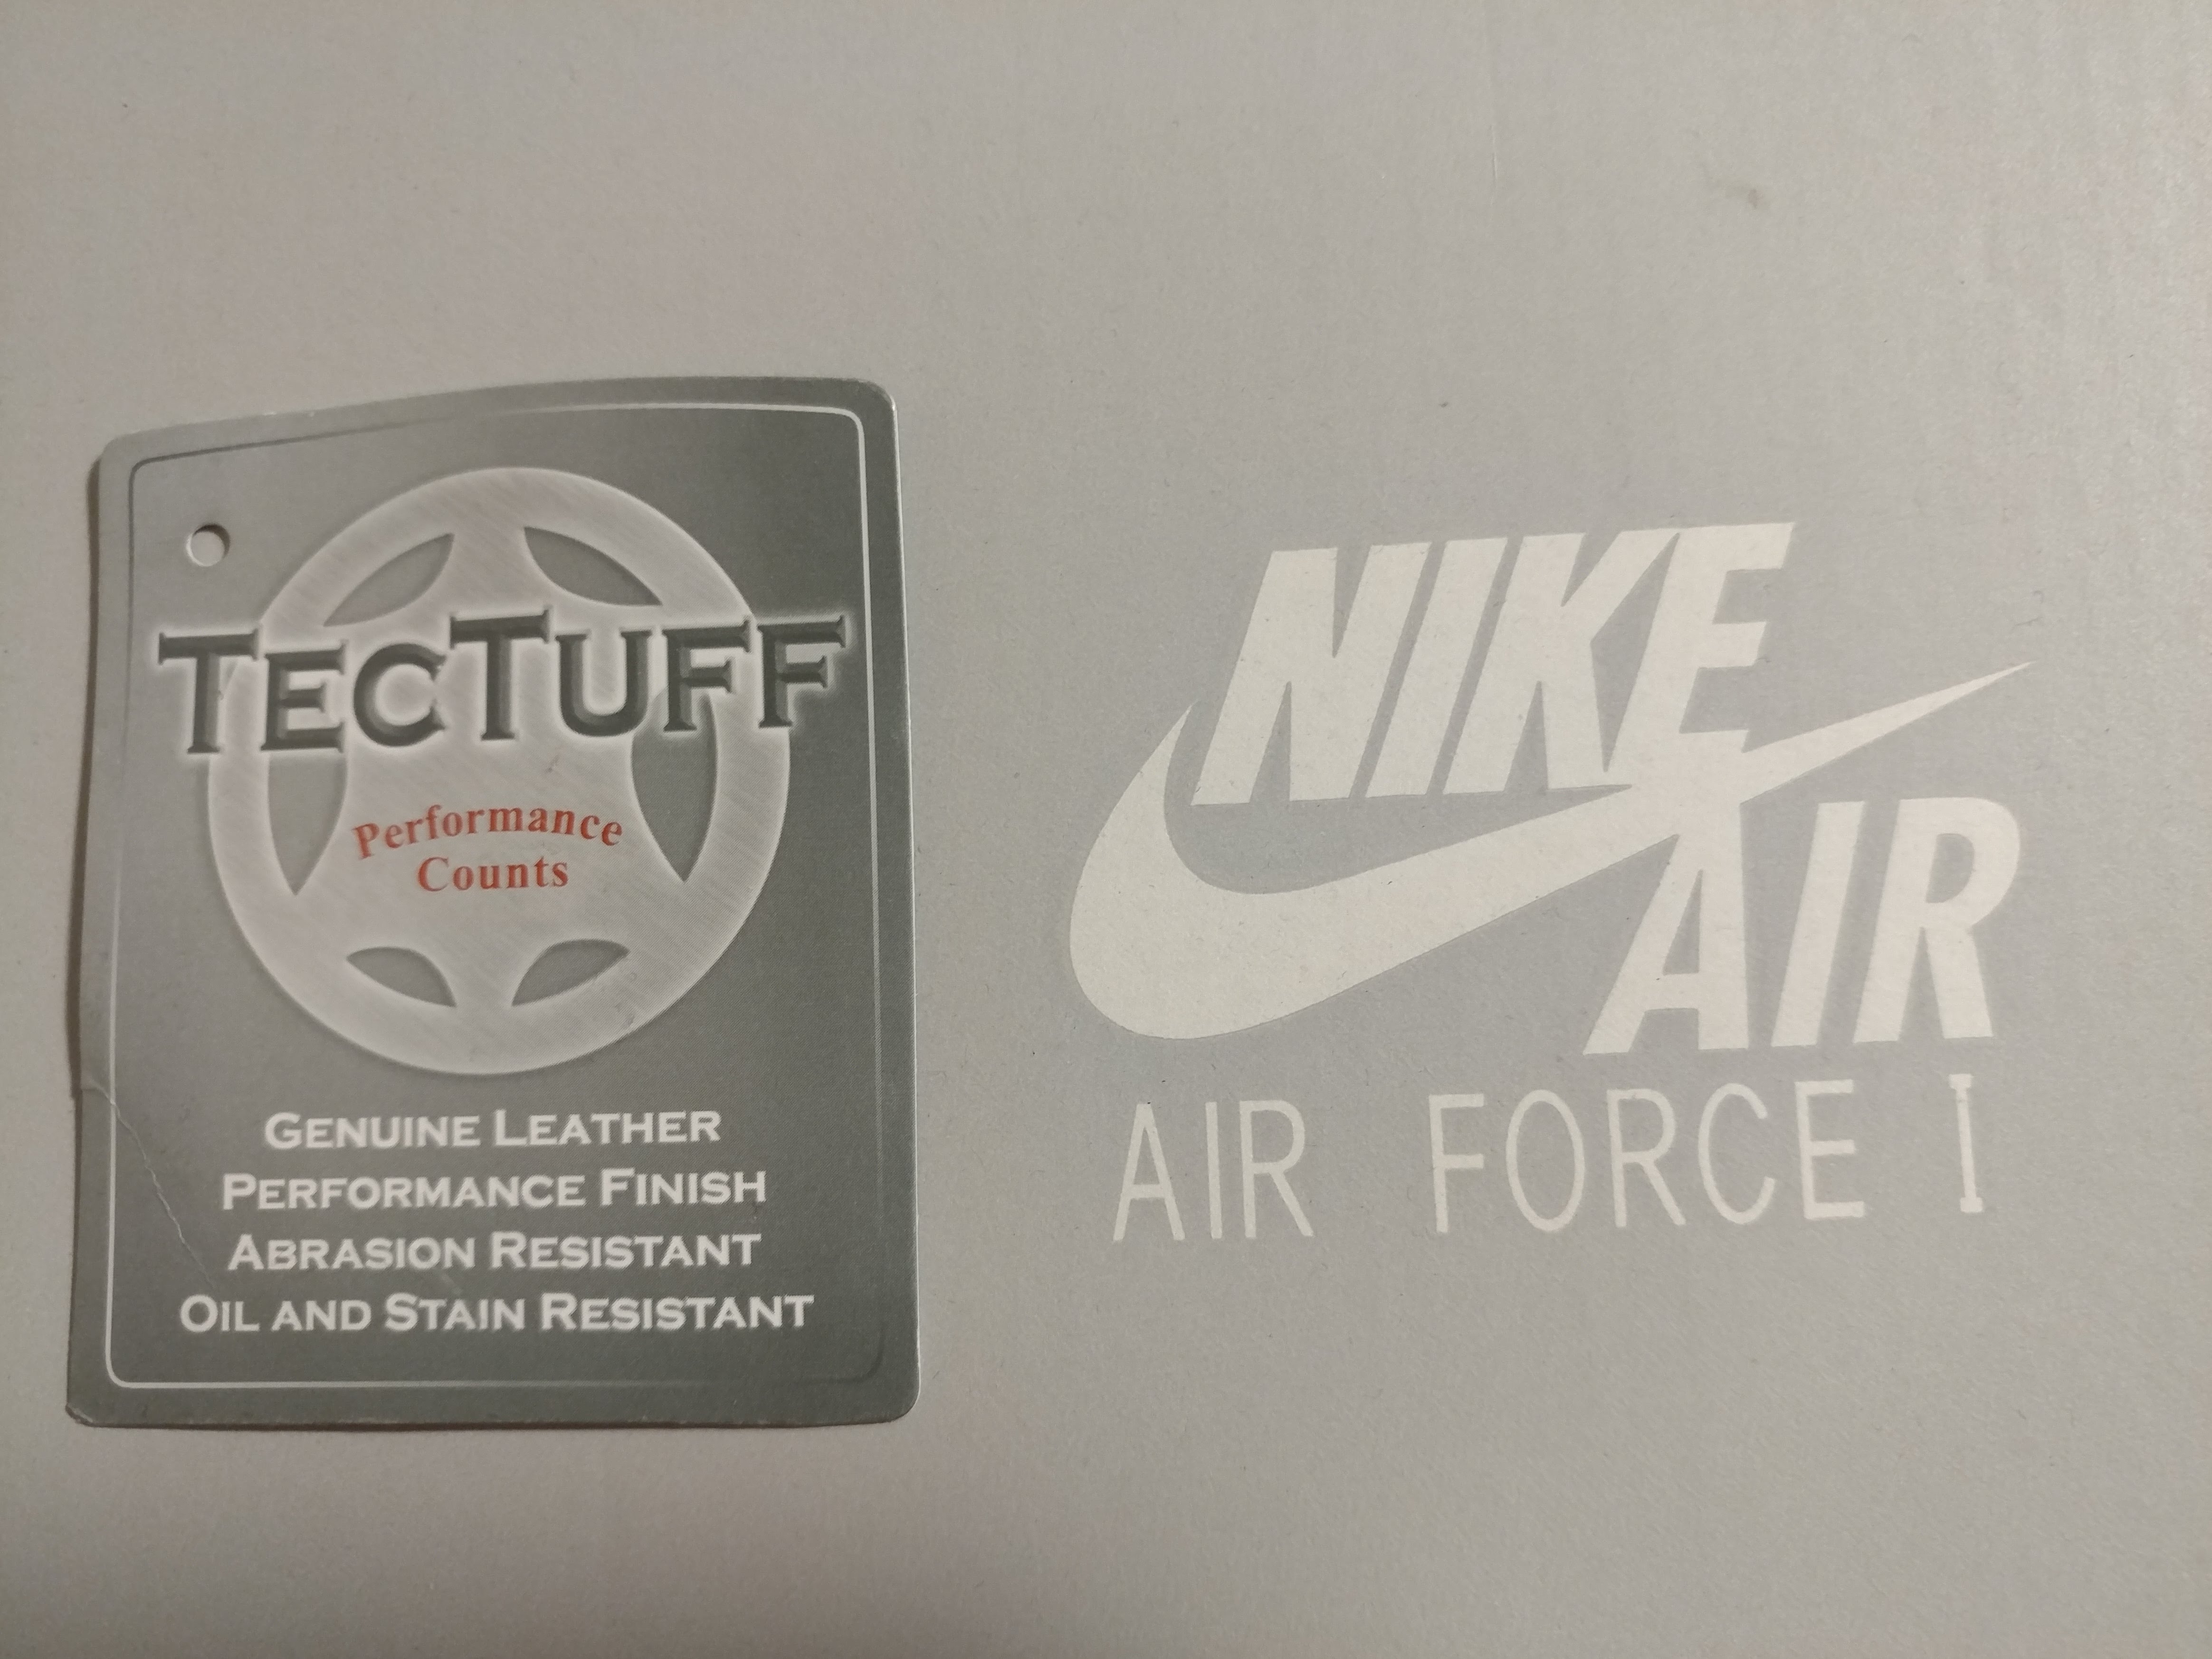 TECTUFF
Performance
Counts
GENUINE LEATHER
PERFORMANCE FINISH
ABRASION RESISTANT
OIL AND STAIN RESISTANT
NIKE
AIR
AIR FORCE I